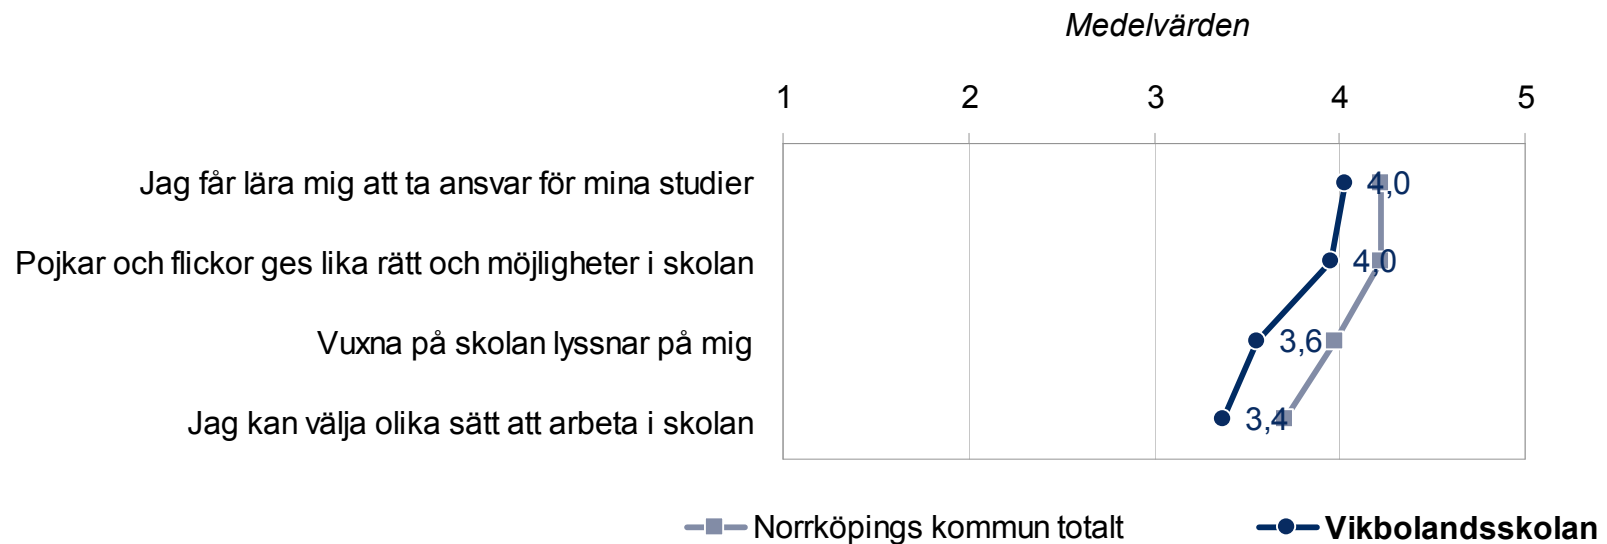 Medelvärden
1 2 3 4 5
Jag får lära mig att ta ansvar för mina studier 4,0
Pojkar och flickor ges lika rätt och möjligheter i skolan 4,0
Vuxna på skolan lyssnar på mig 3,6
Jag kan välja olika sätt att arbeta i skolan 3,4
Norrköpings kommun totalt Vikbolandsskolan